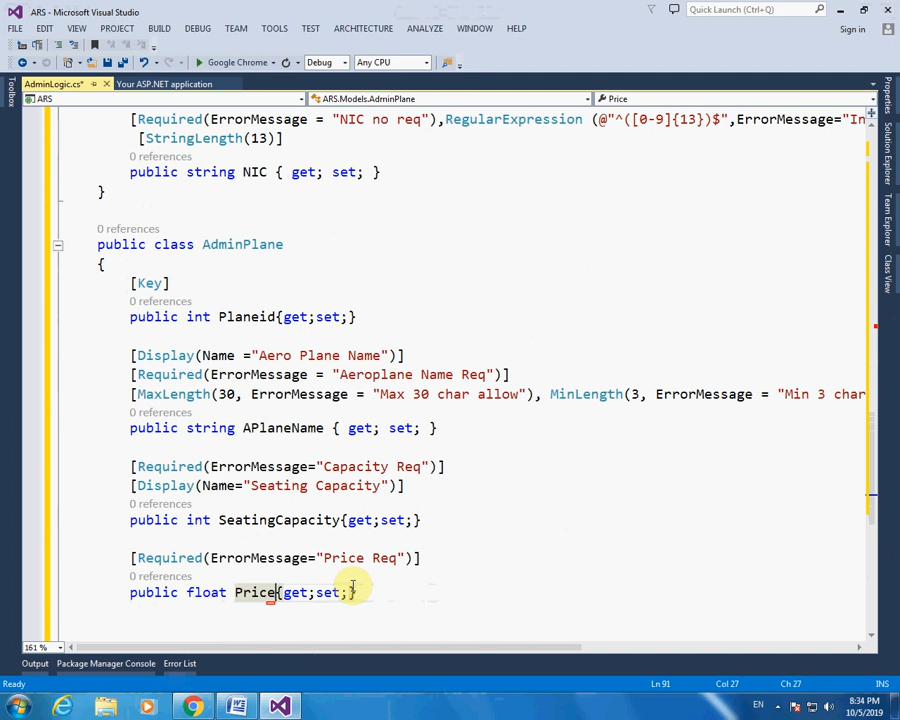 ARS - Microsoft Visual Studio
Quick Launch (Ctrl+Q)
FILE EDIT VIEW PROJECT BUILD DEBUG TEAM TOOLS TEST ARCHITECTURE ANALYZE WINDOW HELP
Sign in
Google Chrome Debug Any CPU
AdminLogic.cs* Your ASP.NET application
ARS ARS.Models.AdminPlane Price
Toolbox
Properties
Solution Explorer
Team Explorer
Class View
[Required(ErrorMessage = "NIC no req"),RegularExpression (@"^([0-9]{13})$",ErrorMessage="In
[StringLength(13)]
0 references
public string NIC { get; set; }
}
0 references
public class AdminPlane
{
[Key]
0 references
public int Planeid{get;set;}
[Display(Name ="Aero Plane Name")]
[Required(ErrorMessage = "Aeroplane Name Req")]
[MaxLength(30, ErrorMessage = "Max 30 char allow"), MinLength(3, ErrorMessage = "Min 3 char
0 references
public string APlaneName { get; set; }
[Required(ErrorMessage="Capacity Req")]
[Display(Name="Seating Capacity")]
0 references
public int SeatingCapacity{get;set;}
[Required(ErrorMessage="Price Req")]
0 references
public float Price{get;set;}
161 %
Output Package Manager Console Error List
Ready Ln 91 Col 27 Ch 27 INS
EN 8:34 PM
10/5/2019